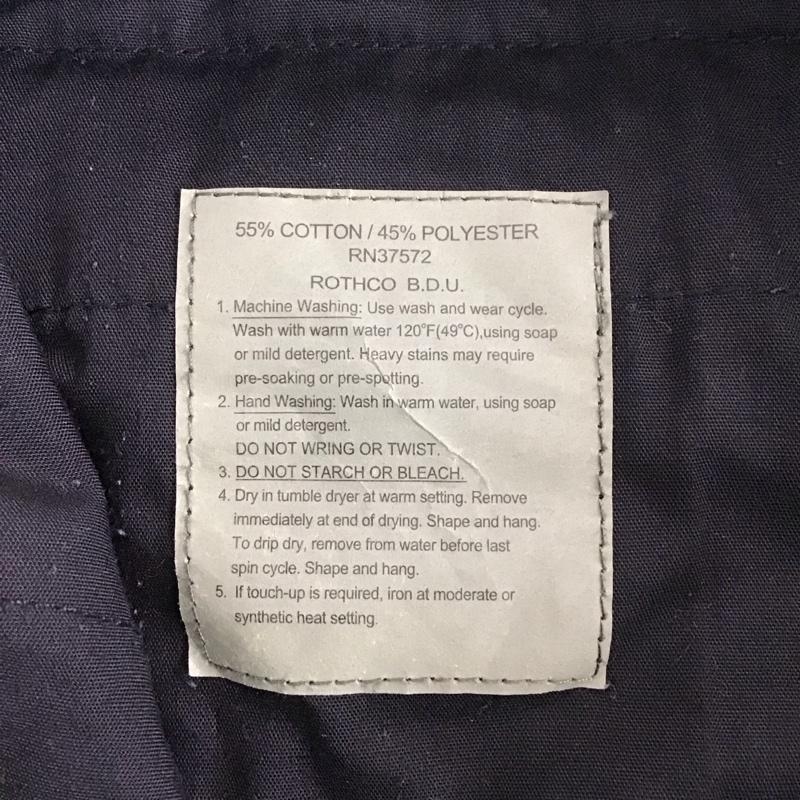 55% COTTON / 45% POLYESTER
RN37572
ROTHCO B.D.U.
1. Machine Washing: Use wash and wear cycle.
Wash with warm water 120°F(49°C),using soap
or mild detergent. Heavy stains may require
pre-soaking or pre-spotting.
2. Hand Washing: Wash in warm water, using soap
or mild detergent.
DO NOT WRING OR TWIST.
3. DO NOT STARCH OR BLEACH.
4. Dry in tumble dryer at warm setting. Remove
immediately at end of drying. Shape and hang.
To drip dry, remove from water before last
spin cycle. Shape and hang.
5. If touch-up is required, iron at moderate or
synthetic heat setting.